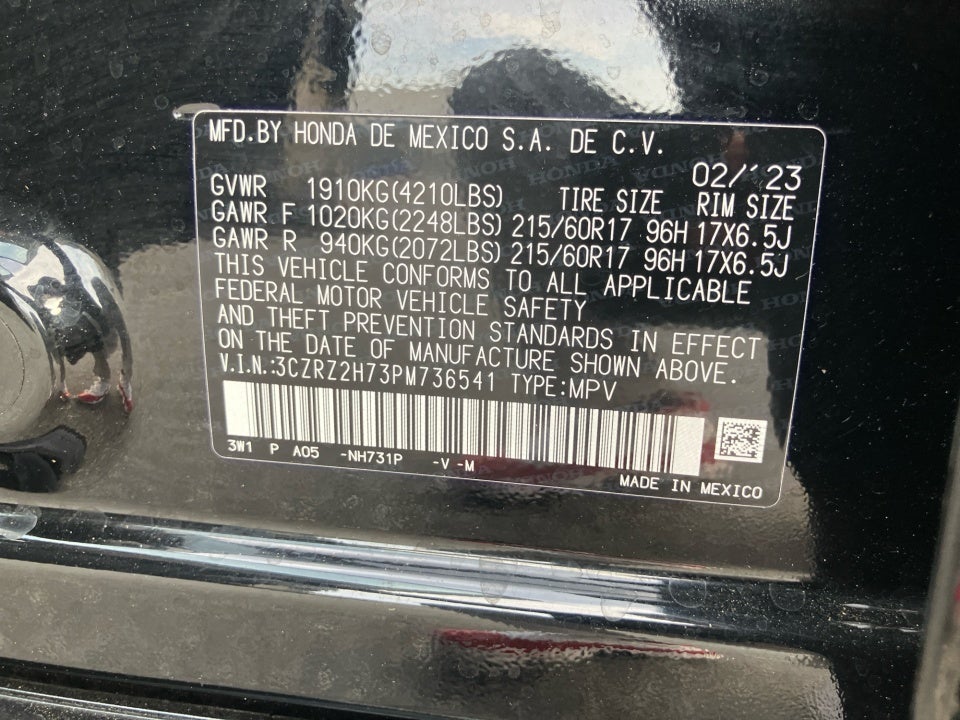 MFD.BY HONDA DE MEXICO S.A. DE C.V.
02/'23
GVWR 1910KG(4210LBS) TIRE SIZE RIM SIZE
GAWR F 1020KG(2248LBS) 215/60R17 96H 17X6.5J
GAWR R 940KG(2072LBS) 215/60R17 96H 17X6.5J
THIS VEHICLE CONFORMS TO ALL APPLICABLE
FEDERAL MOTOR VEHICLE SAFETY
AND THEFT PREVENTION STANDARDS IN EFFECT
ON THE DATE OF MANUFACTURE SHOWN ABOVE.
V.I.N.:3CZRZ2H73PM736541 TYPE:MPV
3W1 P A05 -NH731P -V -M
MADE IN MEXICO